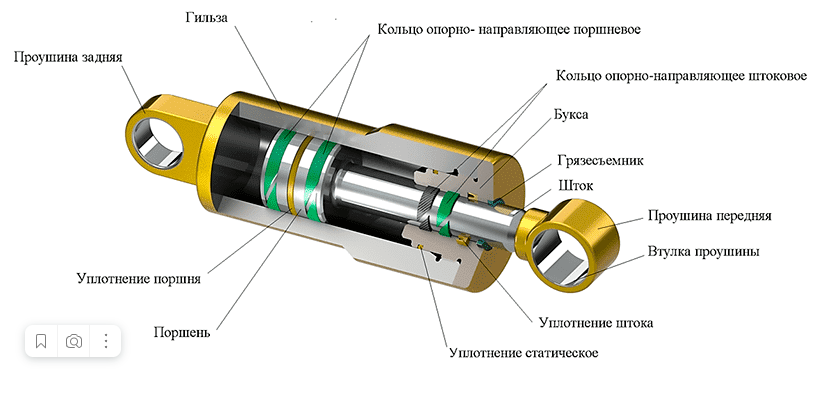 Гильза
Кольцо опорно- направляющее поршневое
Проушина задняя
Кольцо опорно-направляющее штоковое
Букса
Грязесъемник
Шток
Проушина передняя
Втулка проушины
Уплотнение поршня
Поршень
Уплотнение штока
Уплотнение статическое